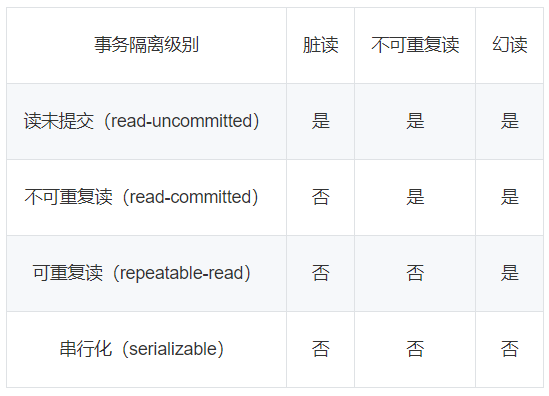 事务隔离级别 脏读 不可重复读 幻读
读未提交（read-uncommitted） 是 是 是
不可重复读（read-committed） 否 是 是
可重复读（repeatable-read） 否 否 是
串行化（serializable） 否 否 否